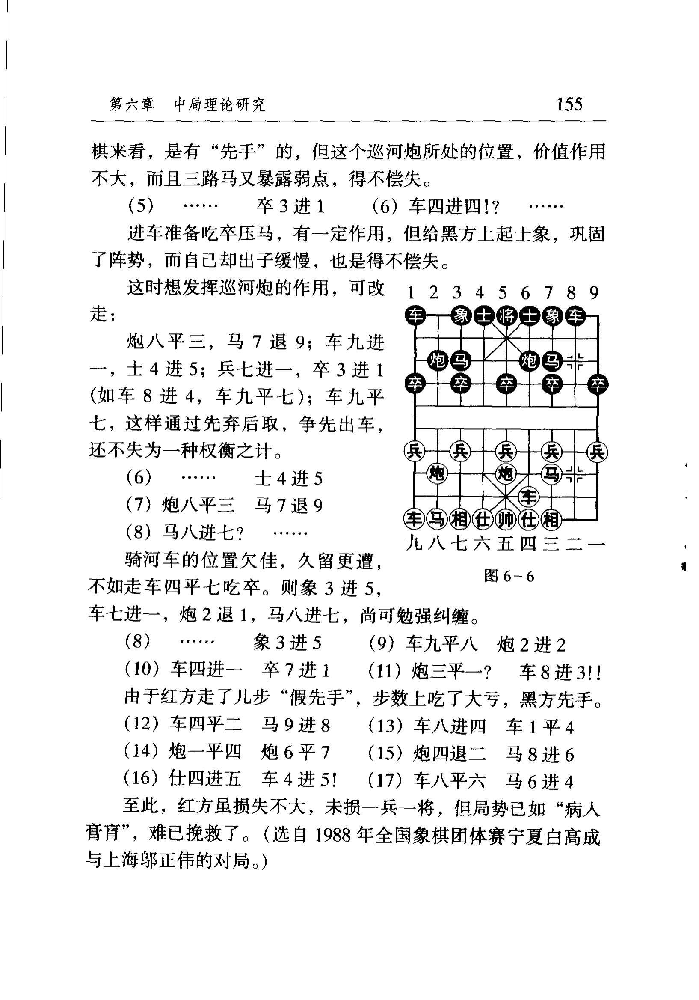 第六章 中局理论研究 155
棋来看，是有“先手”的，但这个巡河炮所处的位置，价值作用
不大，而且三路马又暴露弱点，得不偿失。
(5) …… 卒3进1 (6) 车四进四!? ……
进车准备吃卒压马，有一定作用，但给黑方上起士象，巩固
了阵势，而自己却出子缓慢，也是得不偿失。
这时想发挥巡河炮的作用，可改
走：
炮八平三，马7退9；车九进
一，士4进5；兵七进一，卒3进1
(如车8进4，车九平七)；车九平
七，这样通过先弃后取，争先出车，
还不失为一种权衡之计。
(6) …… 士4进5
(7) 炮八平三 马7退9
(8) 马八进七? ……
骑河车的位置欠佳，久留更遭，
不如走车四平七吃卒。则象3进5，
1 2 3 4 5 6 7 8 9
车 象 士 将 士 象 车
炮 马 炮 马
卒 卒 卒 卒 卒
兵 兵 兵 兵 兵
炮 炮 马
车
车 马 相 仕 帅 仕 相
九 八 七 六 五 四 三 二 一
图6-6
车七进一，炮2退1，马八进七，尚可勉强纠缠。
(8) …… 象3进5 (9) 车九平八 炮2进2
(10) 车四进一 卒7进1 (11) 炮三平一? 车8进3!!
由于红方走了几步“假先手”，步数上吃了大亏，黑方先手。
(12) 车四平二 马9进8 (13) 车八进四 车1平4
(14) 炮一平四 炮6平7 (15) 炮四退二 马8进6
(16) 仕四进五 车4进5! (17) 车八平六 马6进4
至此，红方虽损失不大，未损一兵一将，但局势已如“病入
膏肓”，难已挽救了。(选自1988年全国象棋团体赛宁夏白高成
与上海邬正伟的对局。)